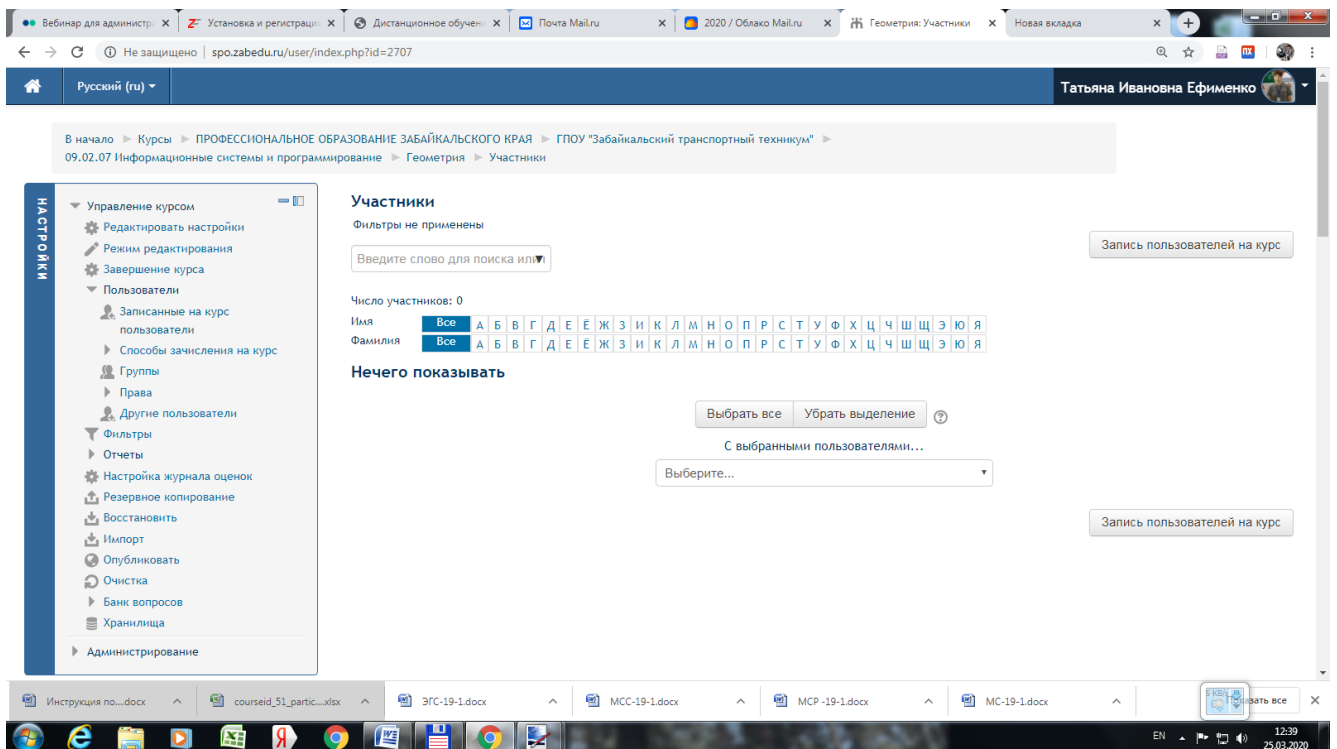 Вебинар для администра
Установка и регистраци
Дистанционное обучени
Почта Mail.ru
2020 / Облако Mail.ru
Геометрия: Участники
Новая вкладка
Не защищено | spo.zabedu.ru/user/index.php?id=2707
Русский (ru)
Татьяна Ивановна Ефименко
В начало ▶ Курсы ▶ ПРОФЕССИОНАЛЬНОЕ ОБРАЗОВАНИЕ ЗАБАЙКАЛЬСКОГО КРАЯ ▶ ГПОУ "Забайкальский транспортный техникум" ▶
09.02.07 Информационные системы и программирование ▶ Геометрия ▶ Участники
НАСТРОЙКИ
Управление курсом
Редактировать настройки
Режим редактирования
Завершение курса
Пользователи
Записанные на курс
пользователи
Способы зачисления на курс
Группы
Права
Другие пользователи
Фильтры
Отчеты
Настройка журнала оценок
Резервное копирование
Восстановить
Импорт
Опубликовать
Очистка
Банк вопросов
Хранилища
Администрирование
Участники
Фильтры не применены
Запись пользователей на курс
Введите слово для поиска или
Число участников: 0
Имя Все А Б В Г Д Е Ё Ж З И К Л М Н О П Р С Т У Ф Х Ц Ч Ш Щ Э Ю Я
Фамилия Все А Б В Г Д Е Ё Ж З И К Л М Н О П Р С Т У Ф Х Ц Ч Ш Щ Э Ю Я
Нечего показывать
Выбрать все Убрать выделение
С выбранными пользователями...
Выберите...
Запись пользователей на курс
Инструкция по....docx
courseid_51_partic....xlsx
ЭГС-19-1.docx
МСС-19-1.docx
МСР -19-1.docx
МС-19-1.docx
все
EN
12:39
25.03.2020